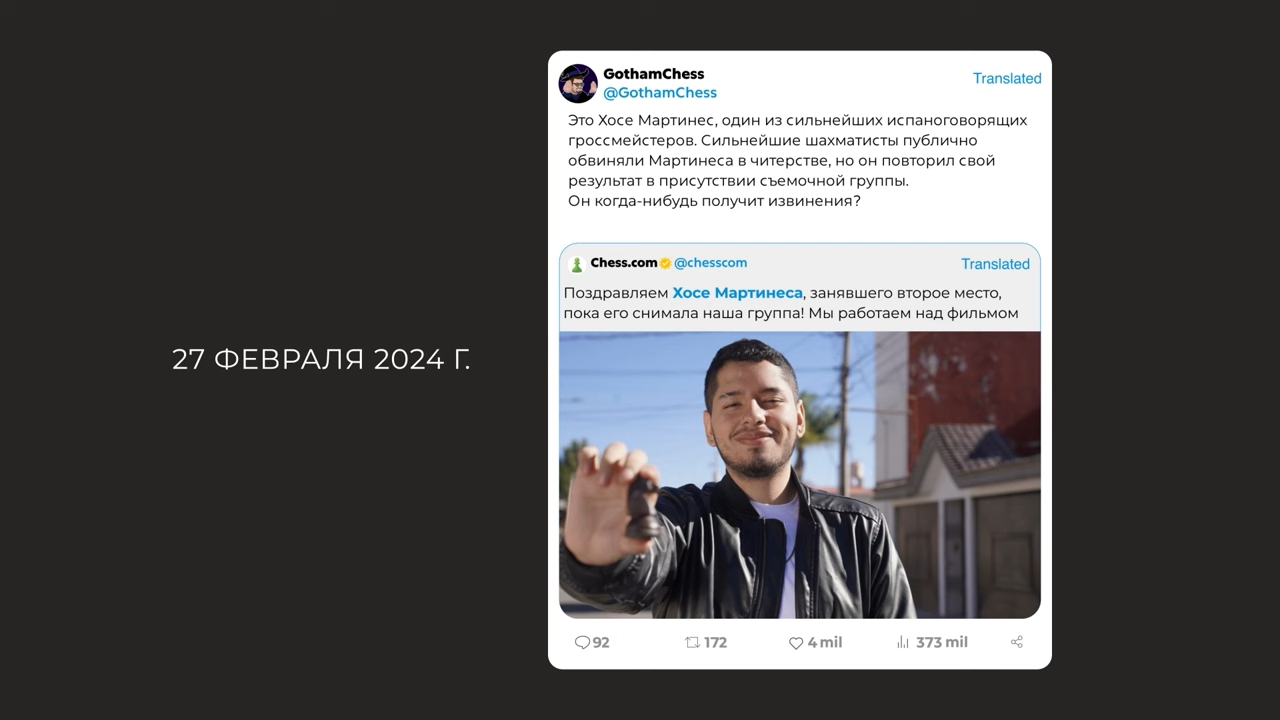 27 ФЕВРАЛЯ 2024 Г.
GothamChess
@GothamChess
Translated
Это Хосе Мартинес, один из сильнейших испаноговорящих
гроссмейстеров. Сильнейшие шахматисты публично
обвиняли Мартинеса в читерстве, но он повторил свой
результат в присутствии съемочной группы.
Он когда-нибудь получит извинения?
Chess.com @chesscom
Translated
Поздравляем Хосе Мартинеса, занявшего второе место,
пока его снимала наша группа! Мы работаем над фильмом
92 172 4 mil 373 mil